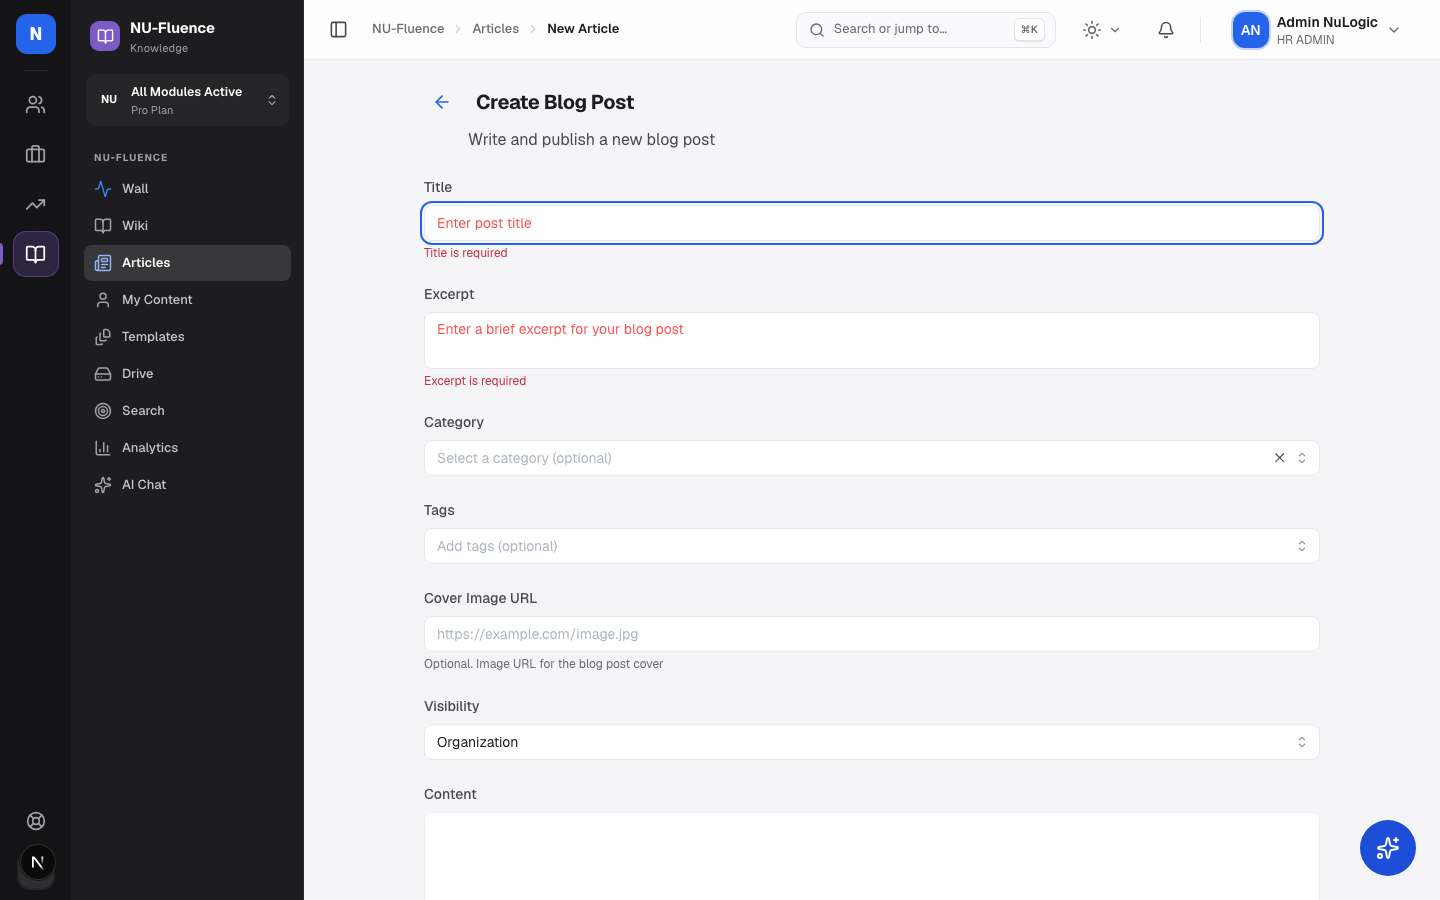 N
NU-Fluence
Knowledge
NU
All Modules Active
Pro Plan
NU-FLUENCE
Wall
Wiki
Articles
My Content
Templates
Drive
Search
Analytics
AI Chat
N
NU-Fluence
Articles
New Article
Search or jump to...
⌘K
AN
Admin NuLogic
HR ADMIN
Create Blog Post
Write and publish a new blog post
Title
Enter post title
Title is required
Excerpt
Enter a brief excerpt for your blog post
Excerpt is required
Category
Select a category (optional)
Tags
Add tags (optional)
Cover Image URL
https://example.com/image.jpg
Optional. Image URL for the blog post cover
Visibility
Organization
Content